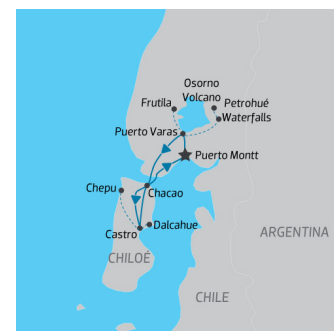 Osorno
Volcano
Frutilla
Petrohué
Waterfalls
Puerto Varas
Puerto Montt
Chepu
Chacao
Dalcahue
Castro
CHILOÉ
ARGENTINA
CHILE